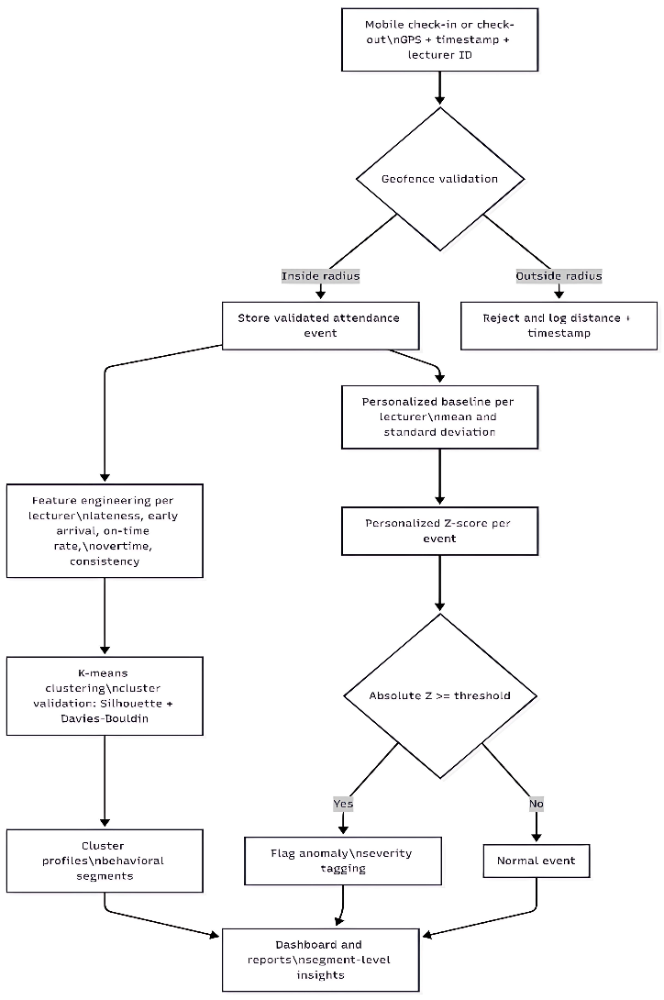 Mobile check-in or check-
out\nGPS + timestamp +
lecturer ID
Geofence validation
Inside radius
Outside radius
Store validated attendance
event
Reject and log distance +
timestamp
Personalized baseline per
lecturer\nmean and
standard deviation
Feature engineering per
lecturer\nlateness, early
arrival, on-time
rate,\novertime,
consistency
Personalized Z-score per
event
K-means
clustering\ncluster
validation: Silhouette +
Davies-Bouldin
Absolute Z >= threshold
Yes
No
Cluster
profiles\nbehavioral
segments
Flag anomaly\nseverity
tagging
Normal event
Dashboard and
reports\nsegment-level
insights